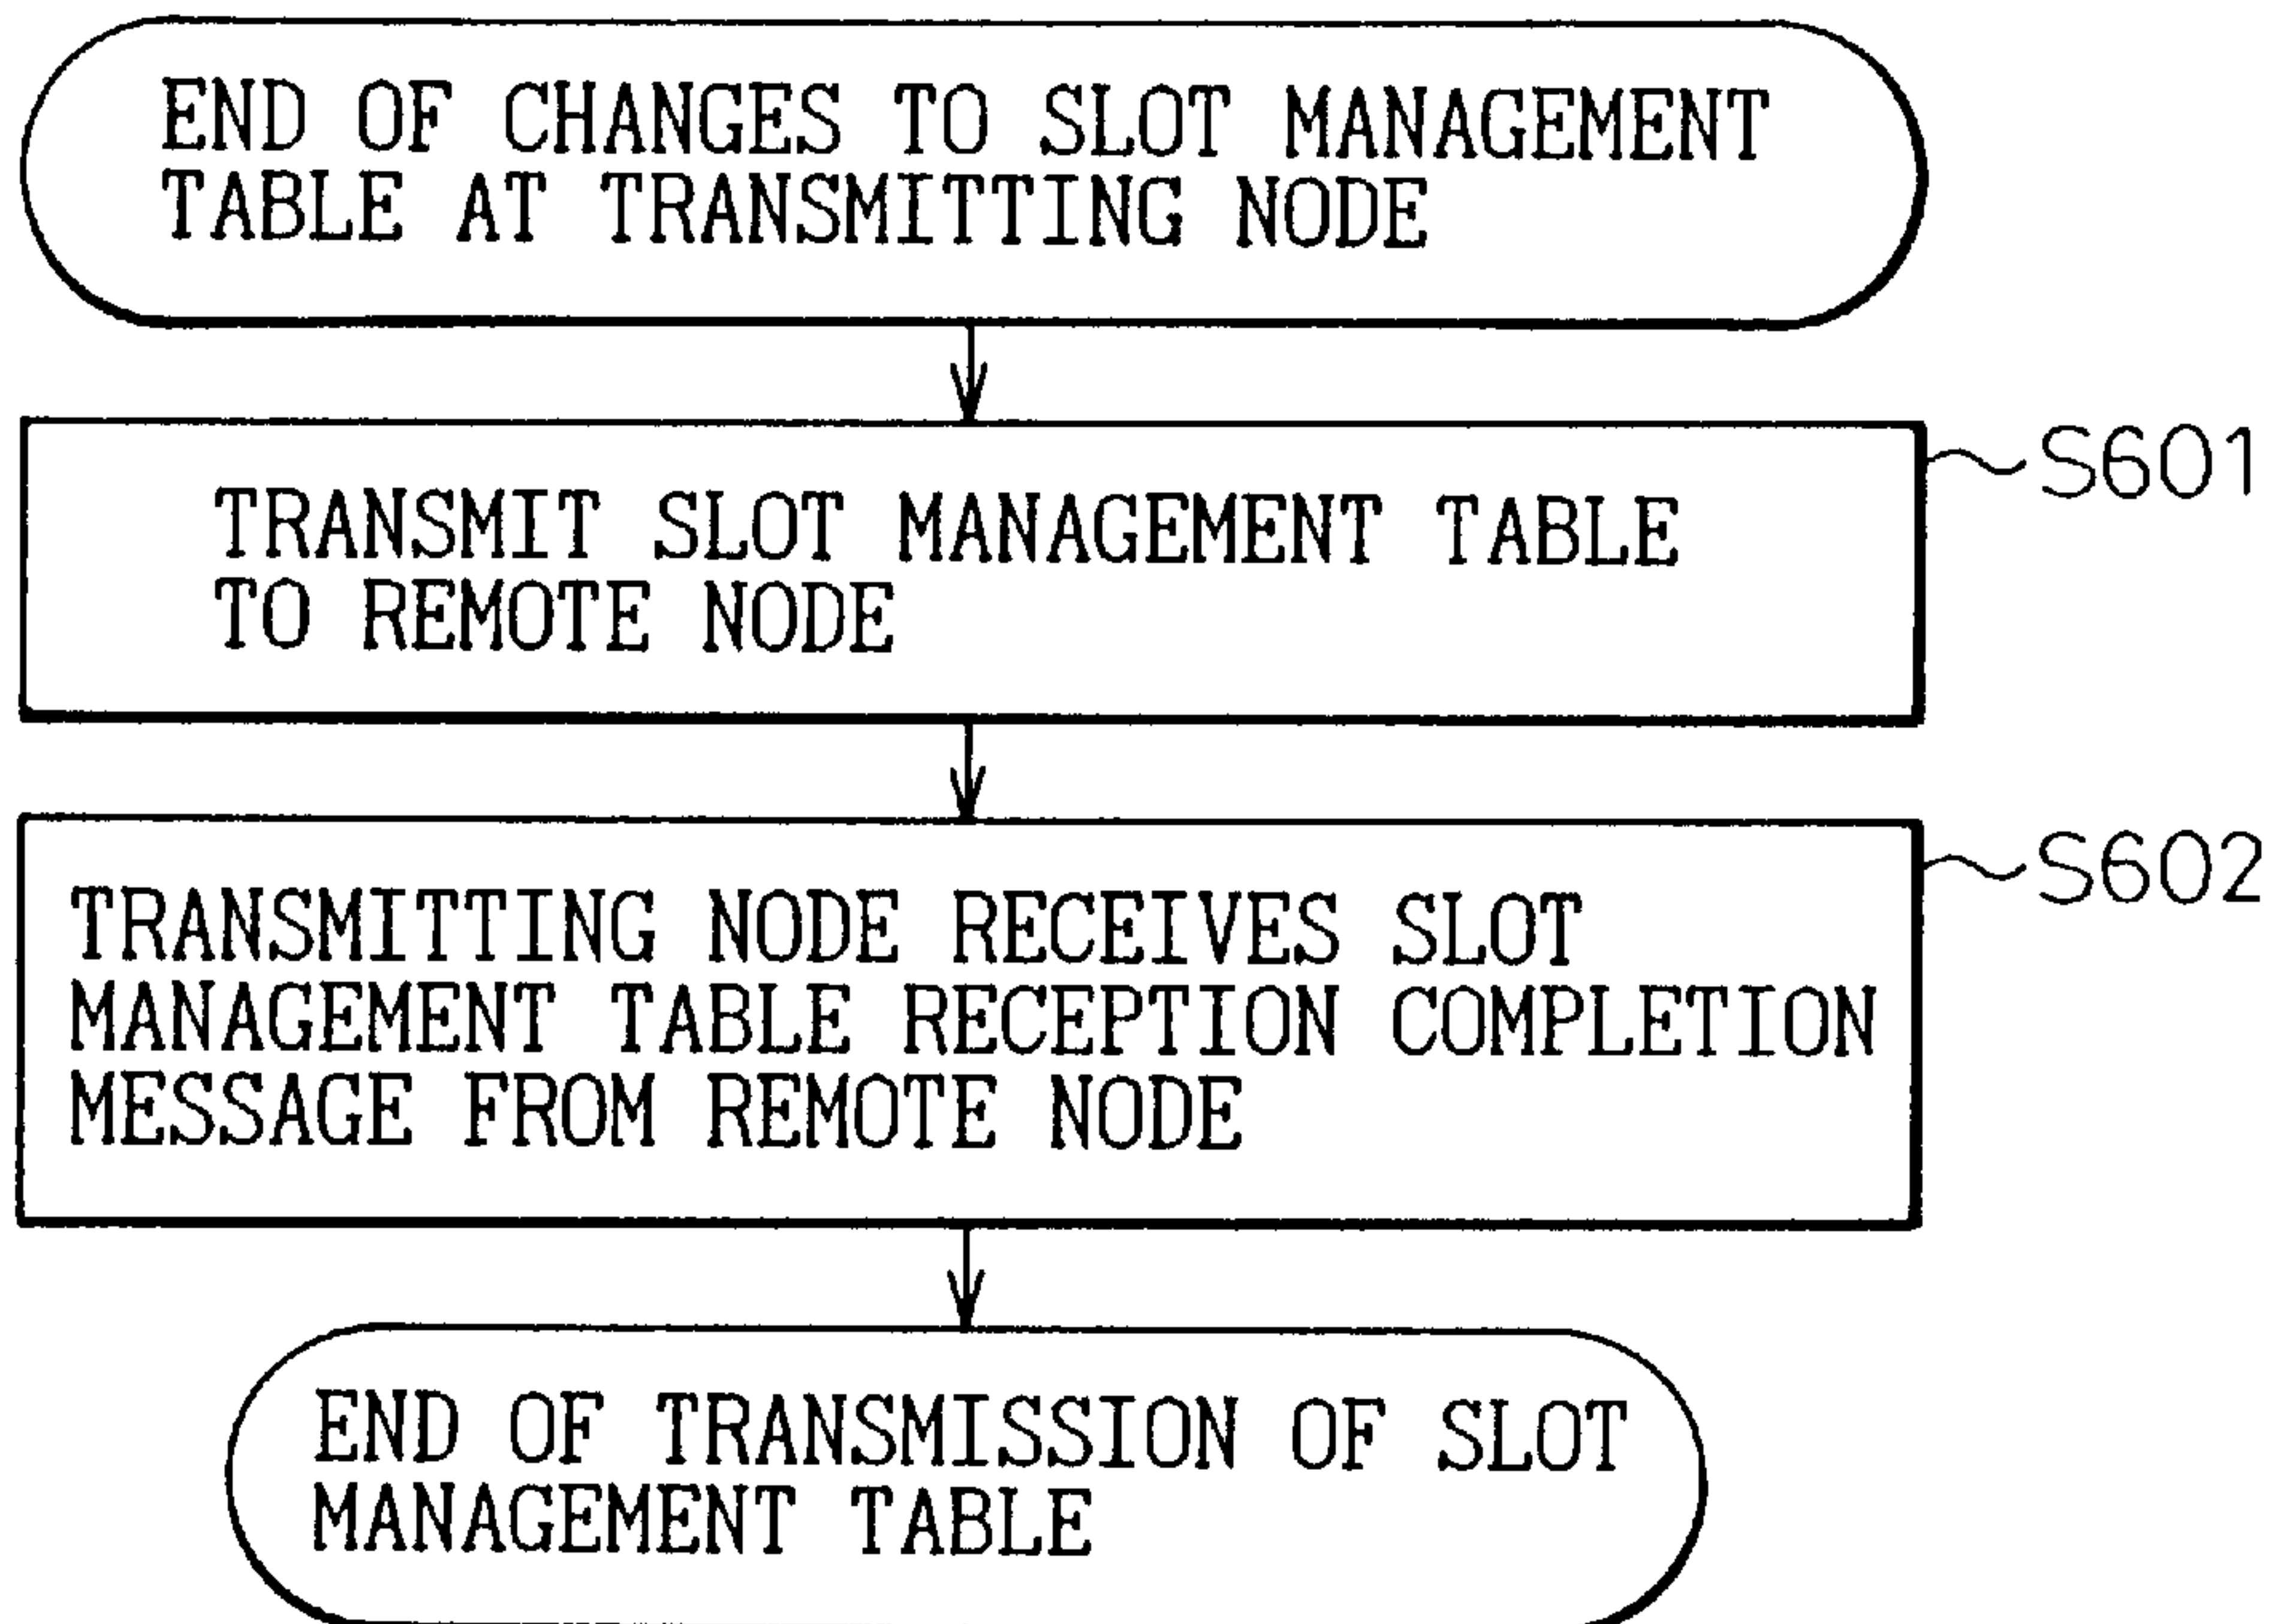 END OF CHANGES TO SLOT MANAGEMENT
TABLE AT TRANSMITTING NODE
TRANSMIT SLOT MANAGEMENT TABLE
TO REMOTE NODE
S601
TRANSMITTING NODE RECEIVES SLOT
MANAGEMENT TABLE RECEPTION COMPLETION
MESSAGE FROM REMOTE NODE
S602
END OF TRANSMISSION OF SLOT
MANAGEMENT TABLE